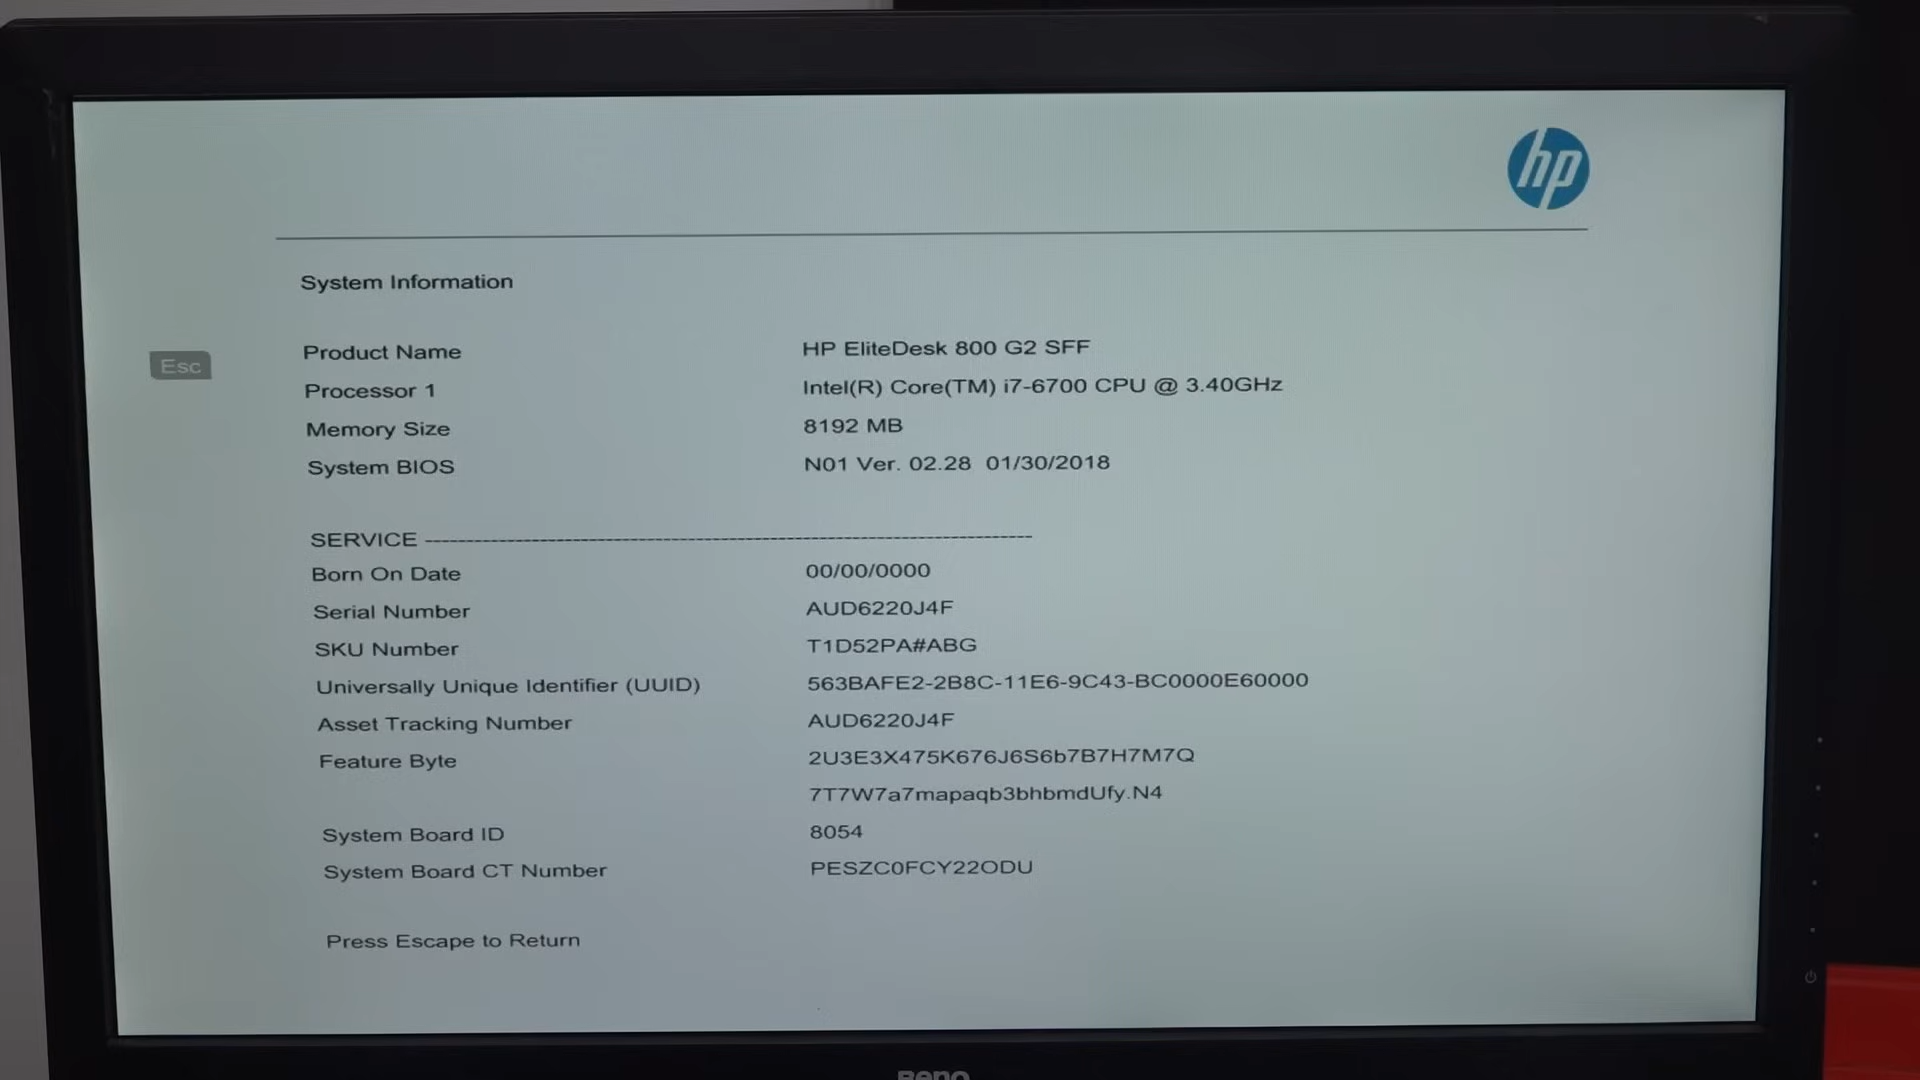 hp
System Information
Esc
Product Name HP EliteDesk 800 G2 SFF
Processor 1 Intel(R) Core(TM) i7-6700 CPU @ 3.40GHz
Memory Size 8192 MB
System BIOS N01 Ver. 02.28 01/30/2018
SERVICE --------------------------------------------------------------------------------
Born On Date 00/00/0000
Serial Number AUD6220J4F
SKU Number T1D52PA#ABG
Universally Unique Identifier (UUID) 563BAFE2-2B8C-11E6-9C43-BC0000E60000
Asset Tracking Number AUD6220J4F
Feature Byte 2U3E3X475K676J6S6b7B7H7M7Q
7T7W7a7mapaqb3bhbmdUfy.N4
System Board ID 8054
System Board CT Number PESZC0FCY22ODU
Press Escape to Return
BenQ